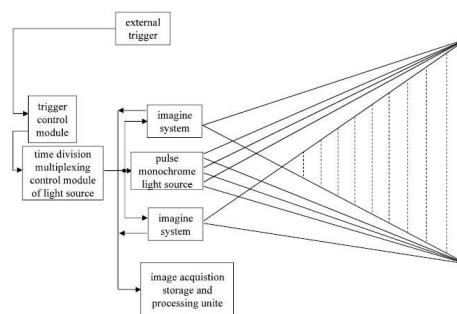 external
trigger
trigger
control
module
time division
multiplexing
control module
of light source
imagine
system
pulse
monochrome
light source
imagine
system
image acquistion
storage and
processing unite